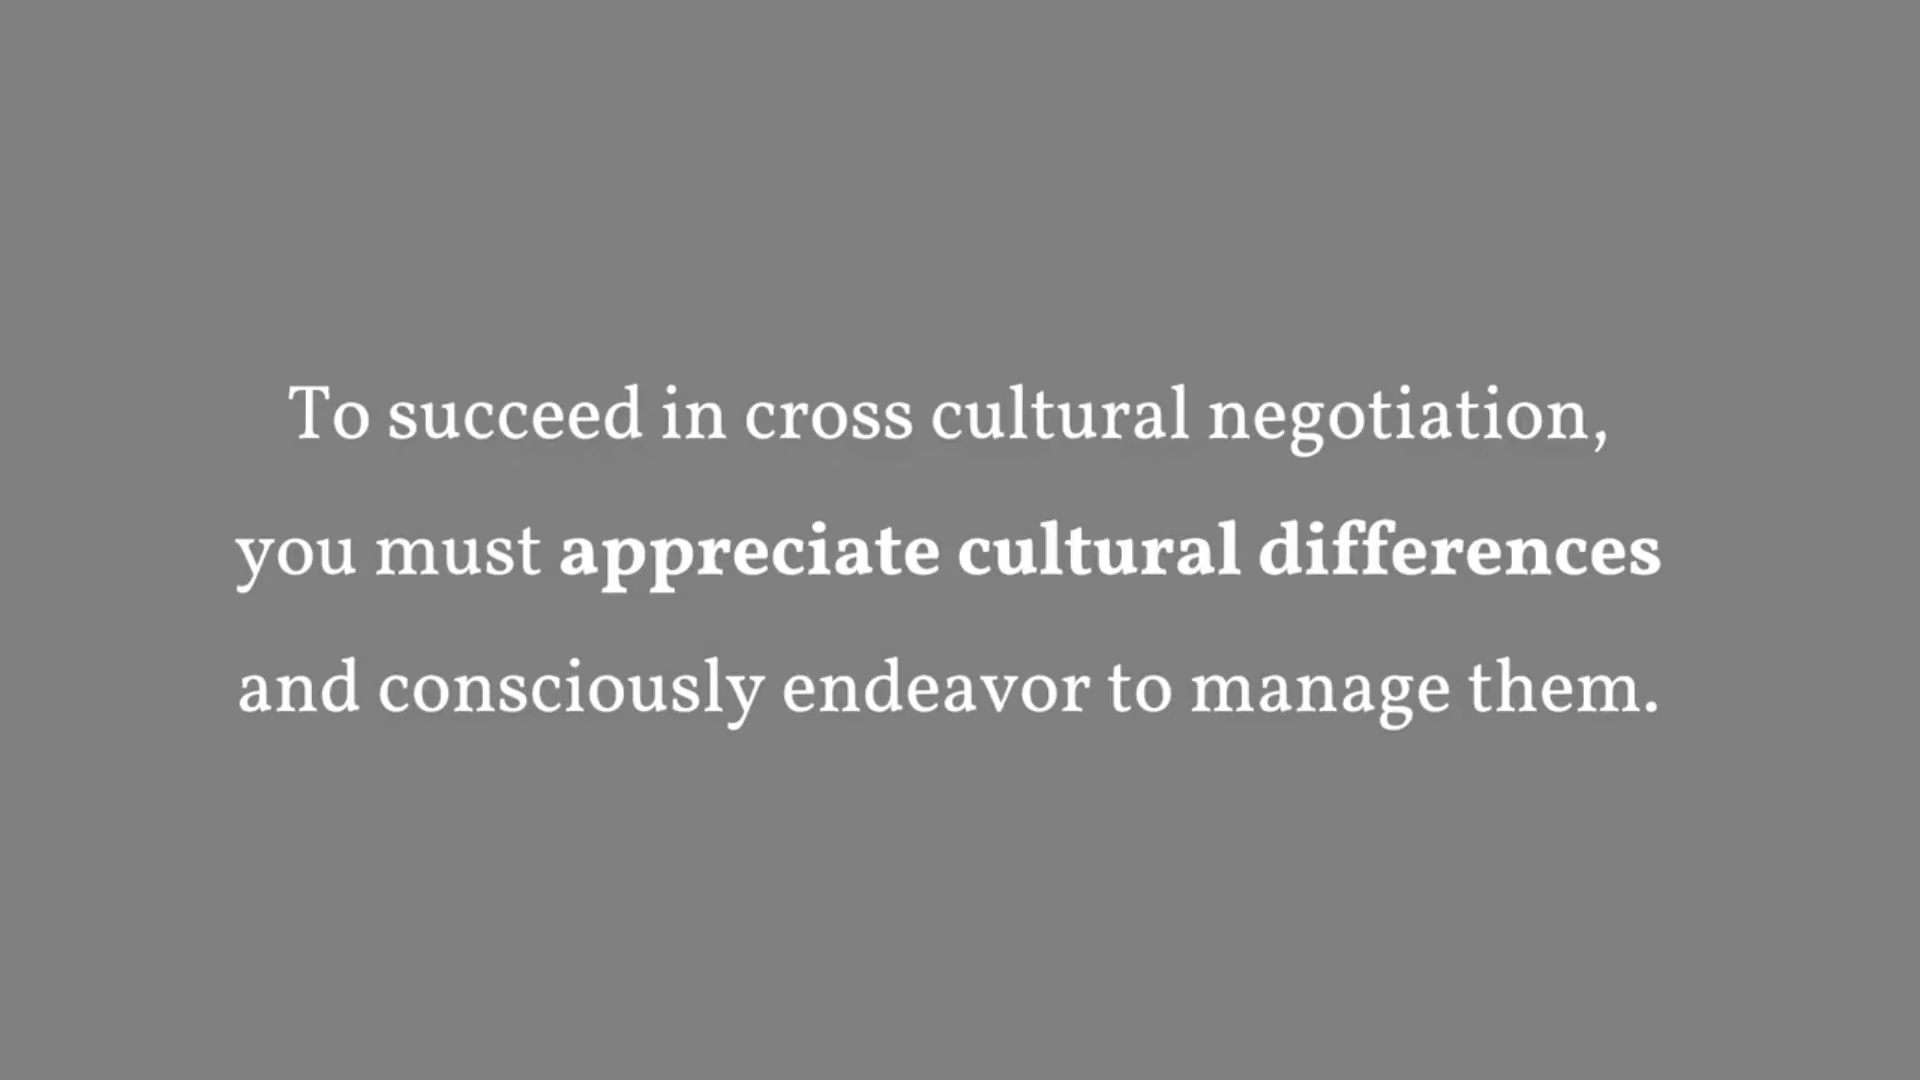 To succeed in cross cultural negotiation,
you must appreciate cultural differences
and consciously endeavor to manage them.